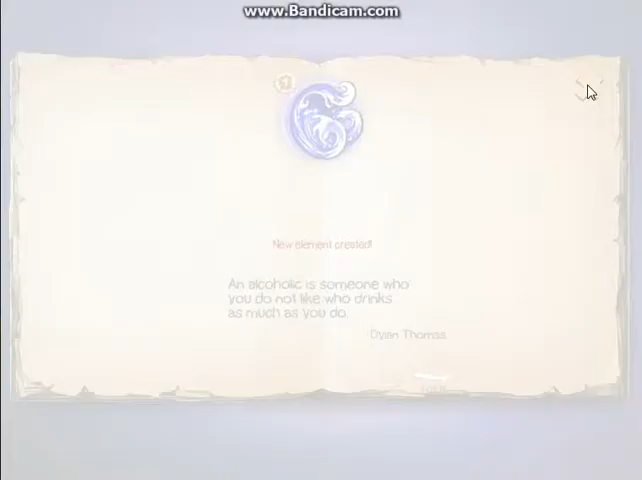 www.Bandicam.com
New element created!
An alcoholic is someone who
you do not like who drinks
as much as you do.
Dylan Thomas